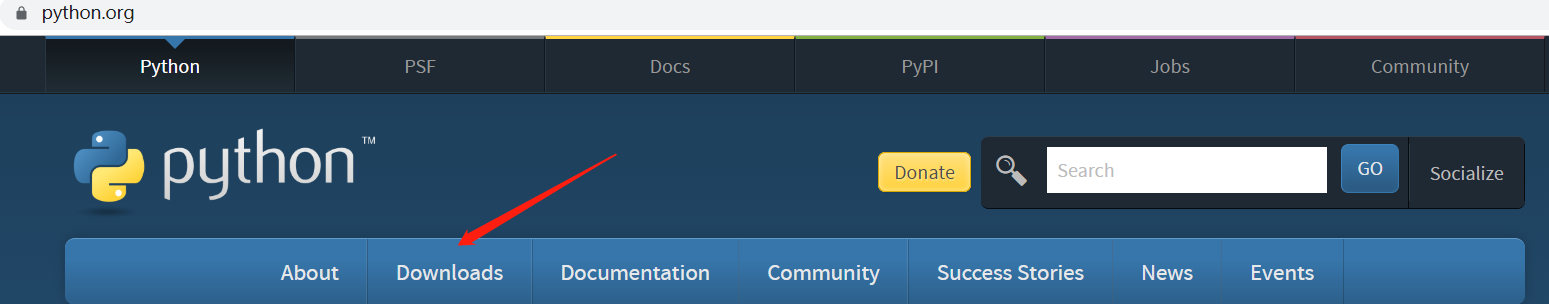 python.org
Python PSF Docs PyPI Jobs Community
python™
Donate Search GO Socialize
About Downloads Documentation Community Success Stories News Events